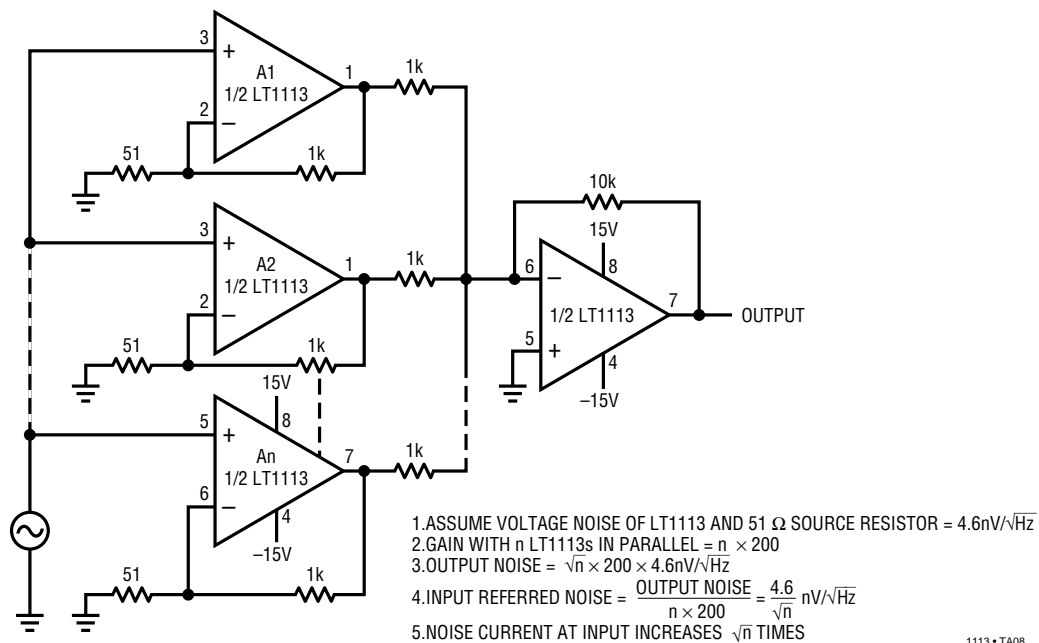 3
+
A1
1/2 LT1113
2
–
1
1k
51
1k
3
+
A2
1/2 LT1113
2
–
1
1k
51
1k
10k
15V
8
6
–
1/2 LT1113
7
OUTPUT
5
+
4
–15V
15V
8
5
+
An
1/2 LT1113
7
1k
6
–
4
–15V
51
1k
1.ASSUME VOLTAGE NOISE OF LT1113 AND 51 Ω SOURCE RESISTOR = 4.6nV/√Hz
2.GAIN WITH n LT1113s IN PARALLEL = n × 200
3.OUTPUT NOISE = √n × 200 × 4.6nV/√Hz
4.INPUT REFERRED NOISE = OUTPUT NOISE / n × 200 = 4.6 / √n nV/√Hz
5.NOISE CURRENT AT INPUT INCREASES √n TIMES
1113 • TA08